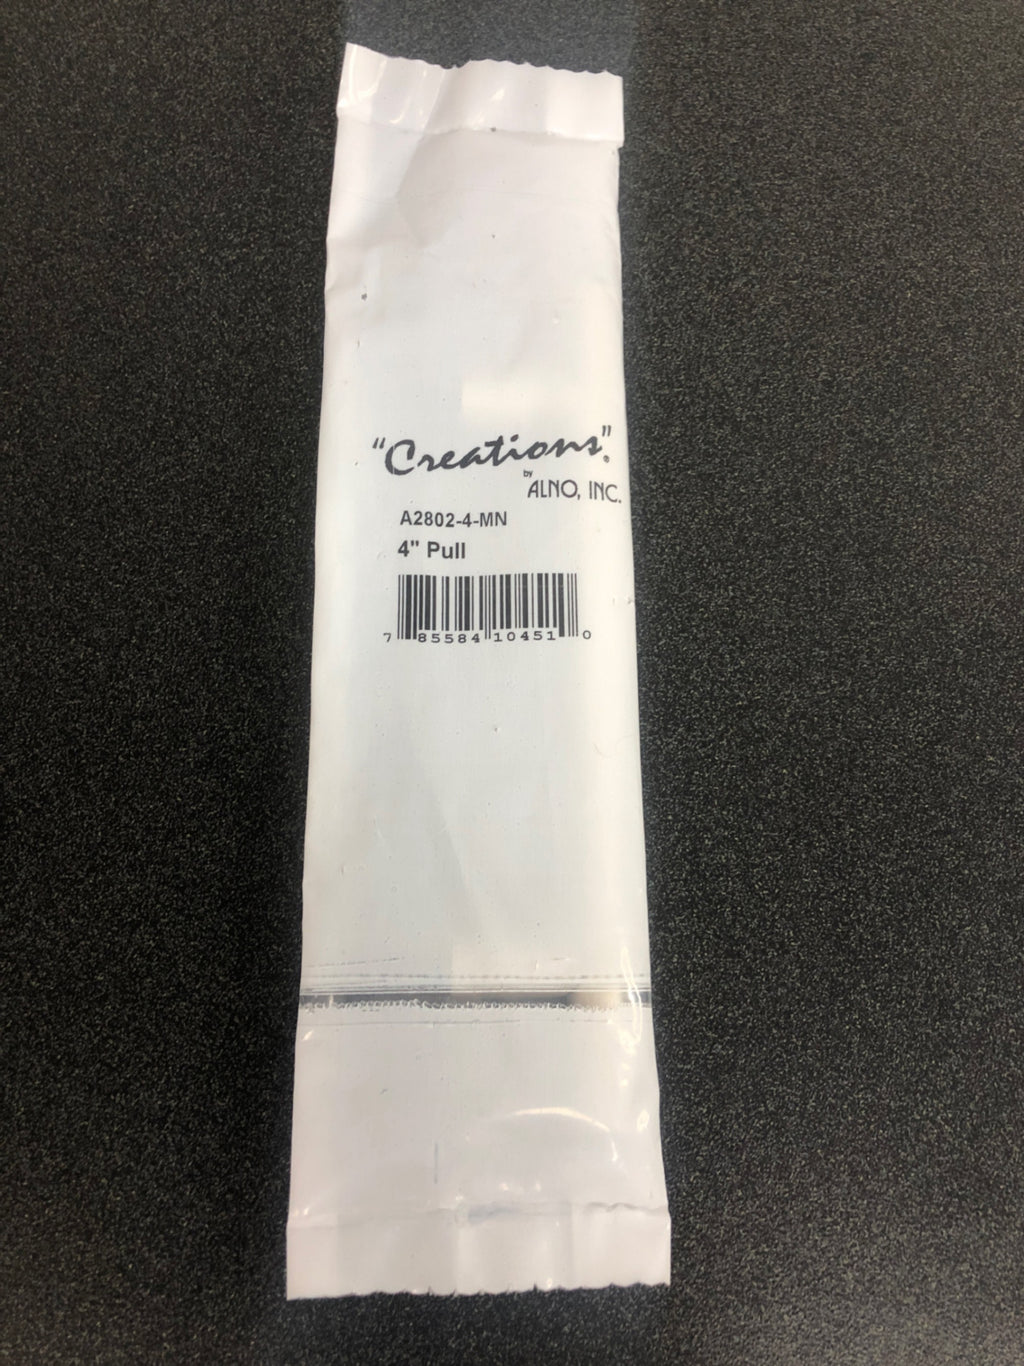 "Creations".
by
ALNO, INC.
A2802-4-MN
4" Pull
7 85584 10451 0